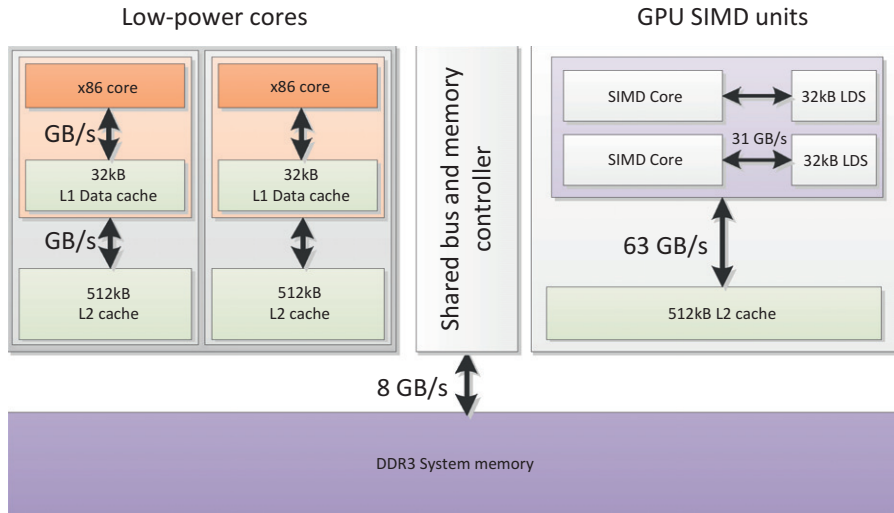 Low-power cores
GPU SIMD units
x86 core
GB/s
32kB
L1 Data cache
GB/s
512kB
L2 cache
x86 core
32kB
L1 Data cache
512kB
L2 cache
Shared bus and memory
controller
SIMD Core
32kB LDS
31 GB/s
SIMD Core
32kB LDS
63 GB/s
512kB L2 cache
8 GB/s
DDR3 System memory